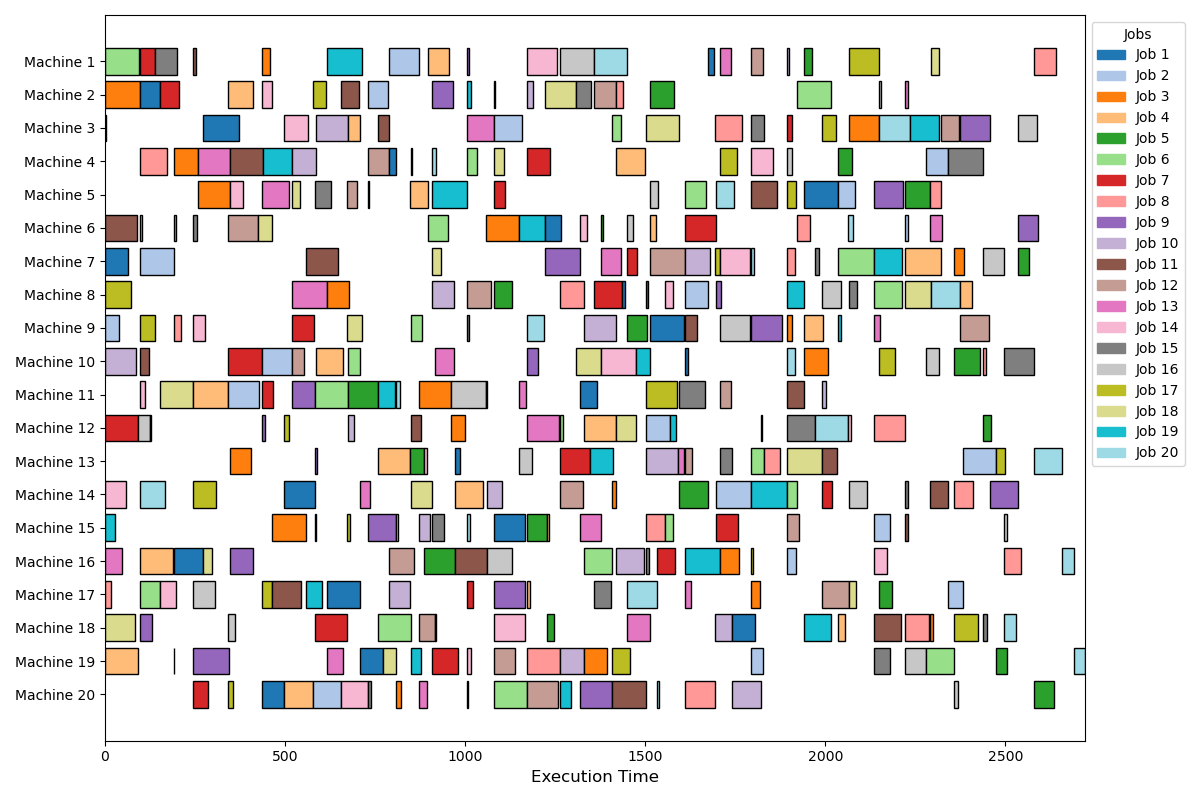 Machine 1
Machine 2
Machine 3
Machine 4
Machine 5
Machine 6
Machine 7
Machine 8
Machine 9
Machine 10
Machine 11
Machine 12
Machine 13
Machine 14
Machine 15
Machine 16
Machine 17
Machine 18
Machine 19
Machine 20
0 500 1000 1500 2000 2500
Execution Time
Jobs
Job 1
Job 2
Job 3
Job 4
Job 5
Job 6
Job 7
Job 8
Job 9
Job 10
Job 11
Job 12
Job 13
Job 14
Job 15
Job 16
Job 17
Job 18
Job 19
Job 20